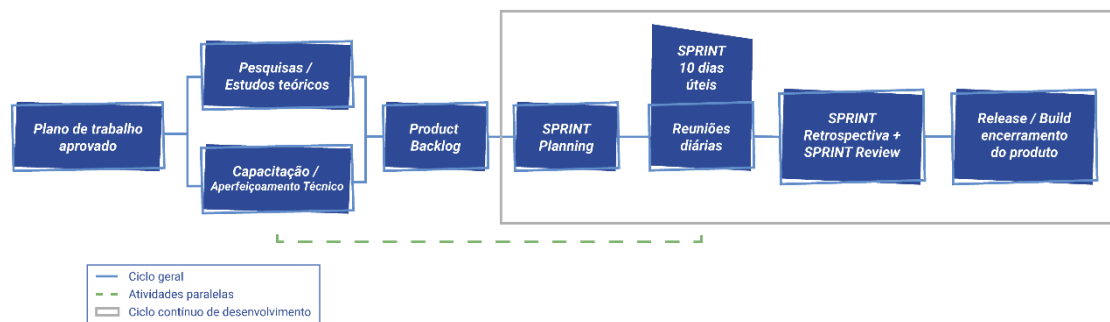 Plano de trabalho
aprovado
Pesquisas /
Estudos teóricos
Capacitação /
Aperfeiçoamento Técnico
Product
Backlog
SPRINT
Planning
SPRINT
10 dias
úteis
Reuniões
diárias
SPRINT
Retrospectiva +
SPRINT Review
Release / Build
encerramento
do produto
Ciclo geral
Atividades paralelas
Ciclo contínuo de desenvolvimento